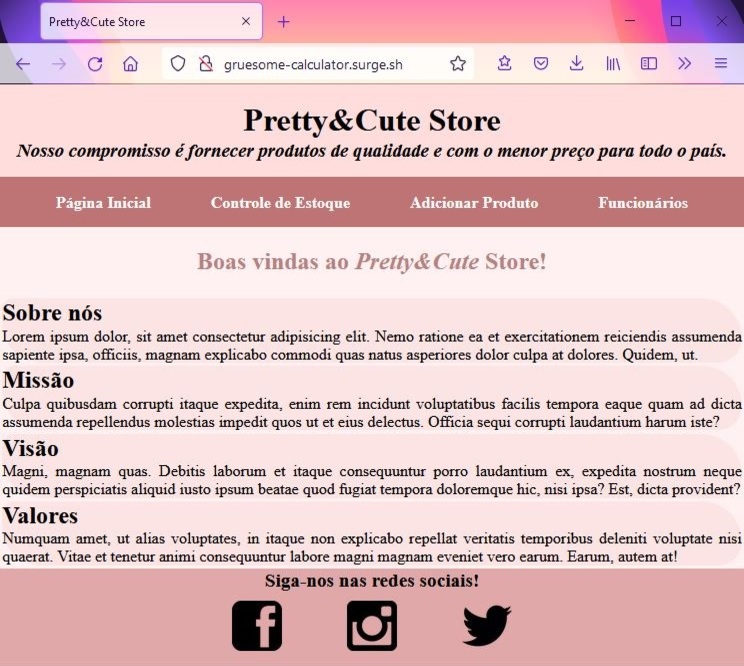 Pretty&Cute Store
gruesome-calculator.surge.sh
Pretty&Cute Store
Nosso compromisso é fornecer produtos de qualidade e com o menor preço para todo o país.
Página Inicial Controle de Estoque Adicionar Produto Funcionários
Boas vindas ao Pretty&Cute Store!
Sobre nós
Lorem ipsum dolor, sit amet consectetur adipisicing elit. Nemo ratione ea et exercitationem reiciendis assumenda
sapiente ipsa, officiis, magnam explicabo commodi quas natus asperiores dolor culpa at dolores. Quidem, ut.
Missão
Culpa quibusdam corrupti itaque expedita, enim rem incidunt voluptatibus facilis tempora eaque quam ad dicta
assumenda repellendus molestias impedit quos ut et eius delectus. Officia sequi corrupti laudantium harum iste?
Visão
Magni, magnam quas. Debitis laborum et itaque consequuntur porro laudantium ex, expedita nostrum neque
quidem perspiciatis aliquid iusto ipsum beatae quod fugiat tempora doloremque hic, nisi ipsa? Est, dicta provident?
Valores
Numquam amet, ut alias voluptates, in itaque non explicabo repellat veritatis temporibus deleniti voluptate nisi
quaerat. Vitae et tenetur animi consequuntur labore magni magnam eveniet vero earum. Earum, autem at!
Siga-nos nas redes sociais!